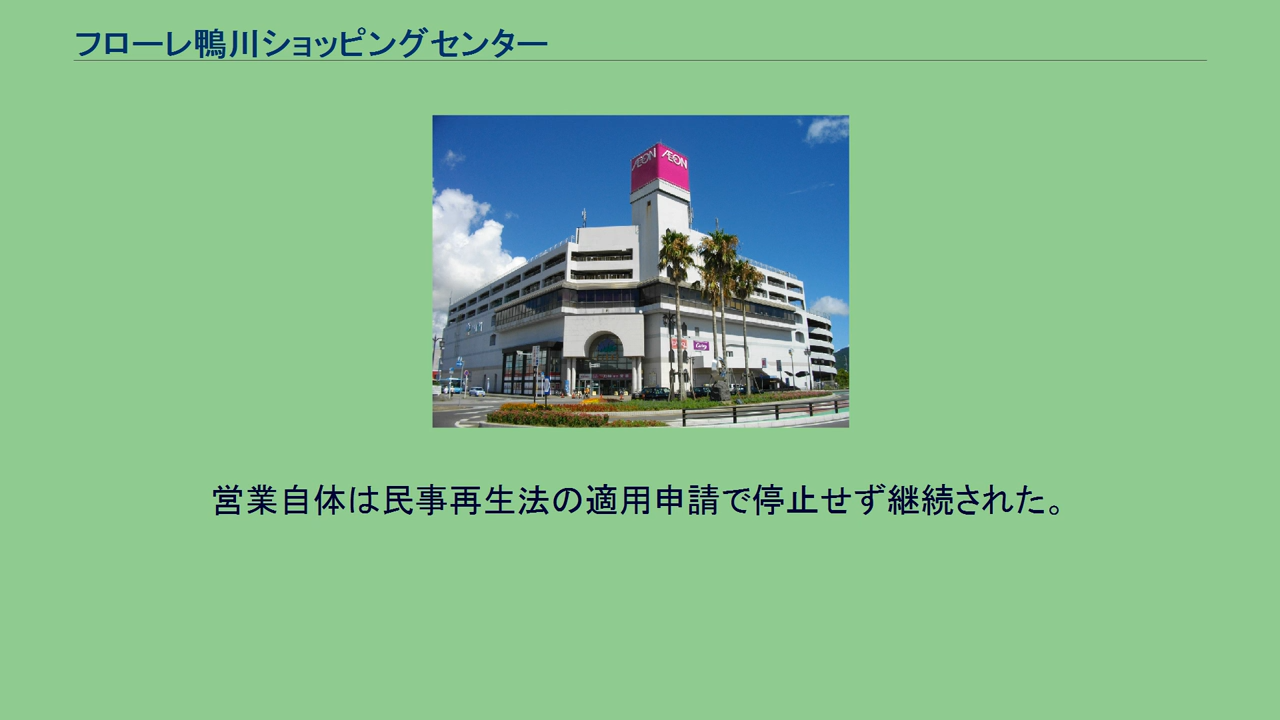 フローレ鴨川ショッピングセンター
ÆON ÆON
営業自体は民事再生法の適用申請で停止せず継続された。